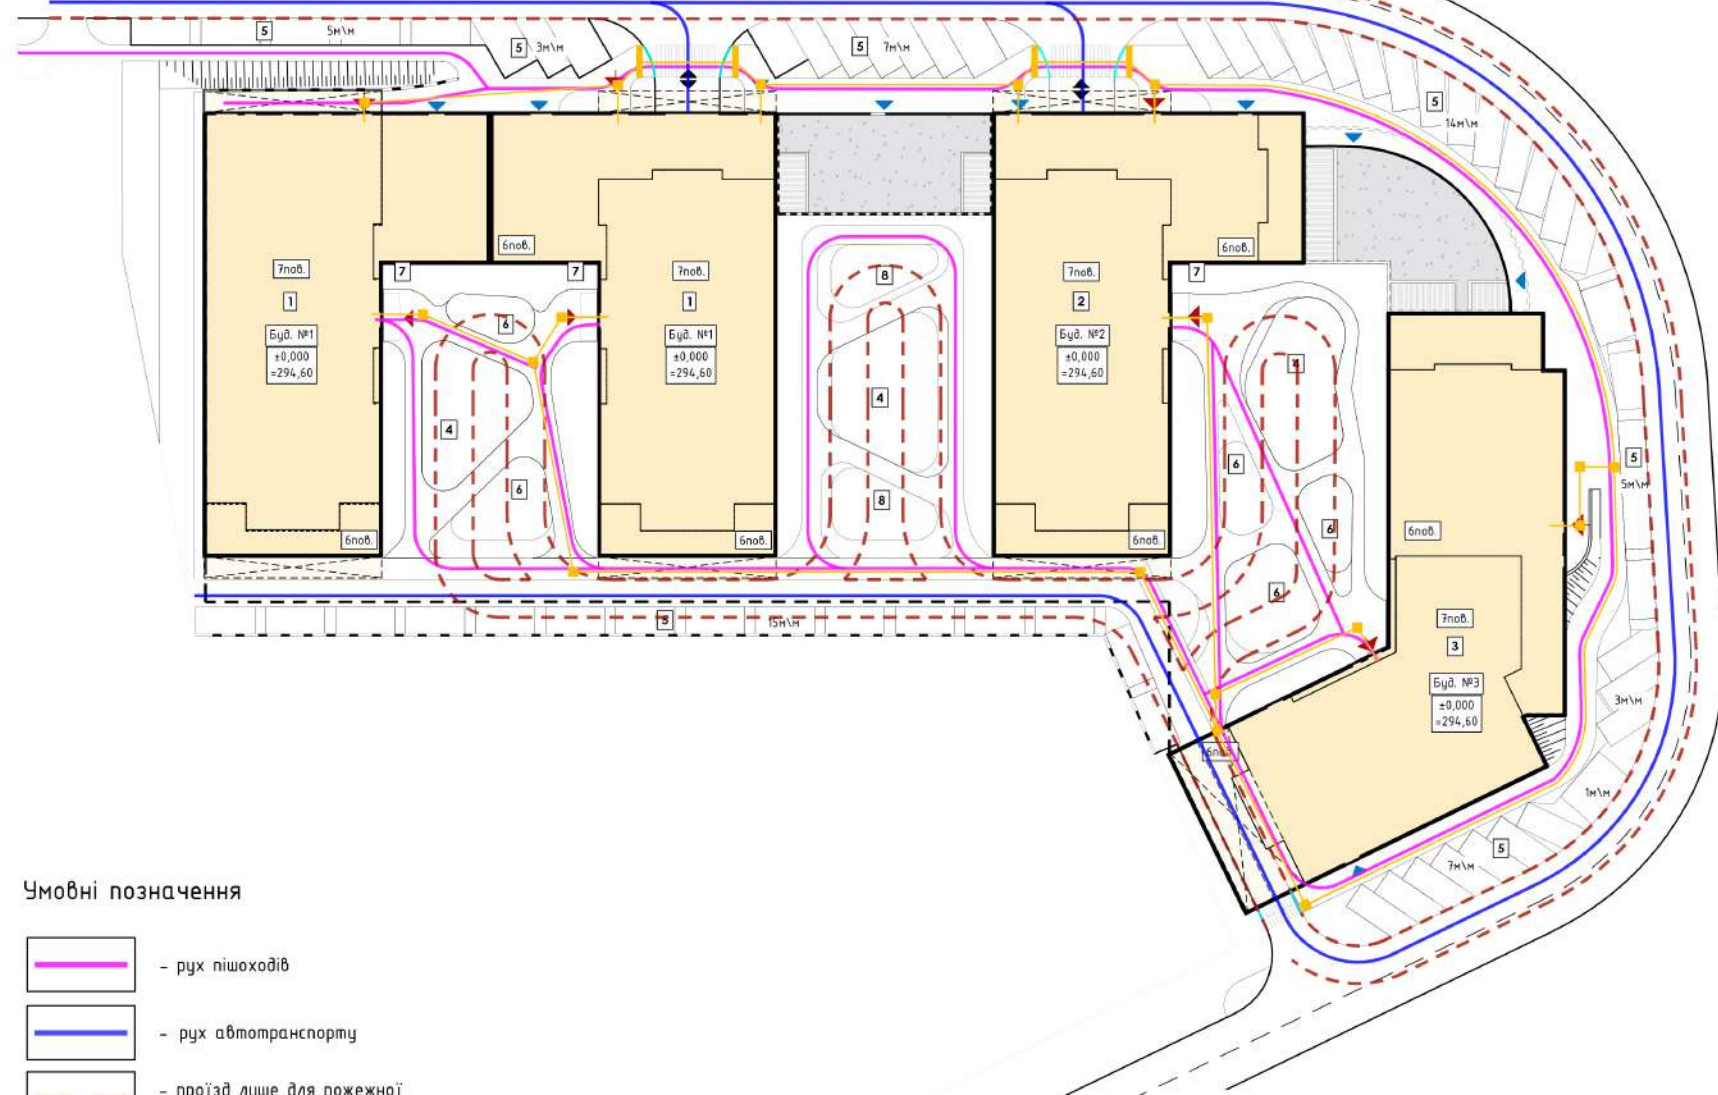 5
5м\м
5
3м\м
5
7м\м
5
14м\м
6пов.
6пов.
7
7
7
7пов.
1
Буд. №1
±0,000
=294,60
7пов.
1
Буд. №1
±0,000
=294,60
7пов.
2
Буд. №2
±0,000
=294,60
8
6
4
4
4
6
6
8
6
6
5
5м\м
6пов.
6пов.
6пов.
6пов.
5
15м\м
7пов.
3
Буд. №3
±0,000
=294,60
3м\м
6пов.
1м\м
5
7м\м
Умовні позначення
- рух пішоходів
- рух автотранспорту
- проїзд лише для пожежної